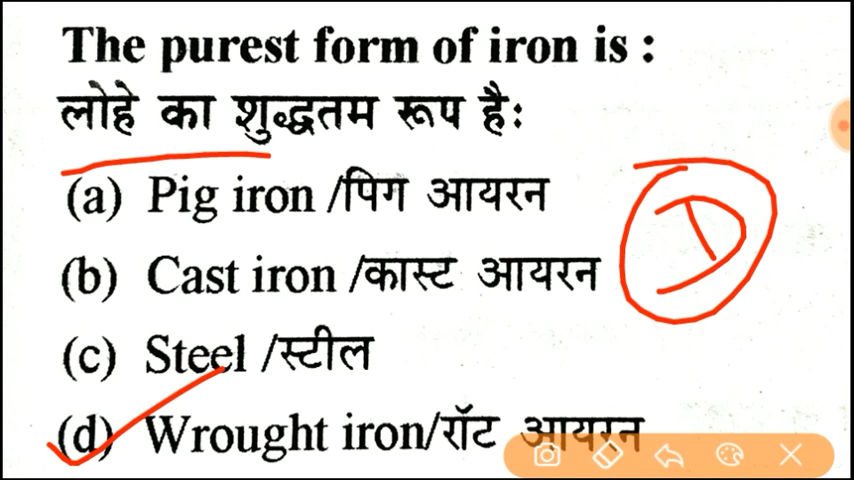 The purest form of iron is :
लोहे का शुद्धतम रूप हैः
(a) Pig iron /पिग आयरन
(b) Cast iron /कास्ट आयरन
D
(c) Steel /स्टील
(d) Wrought iron/रॉट आयरन